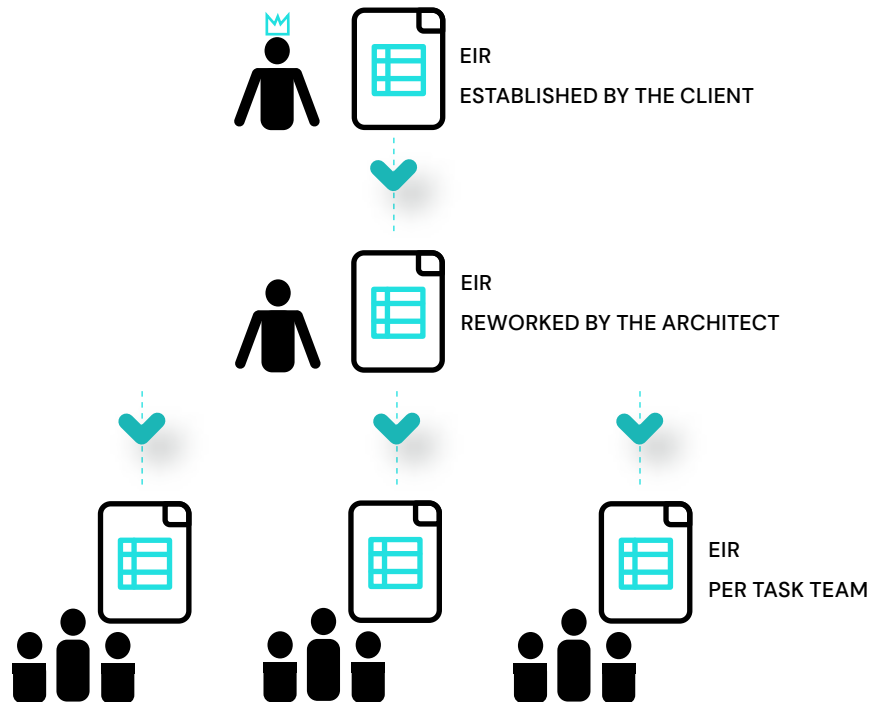 EIR
ESTABLISHED BY THE CLIENT
EIR
REWORKED BY THE ARCHITECT
EIR
PER TASK TEAM